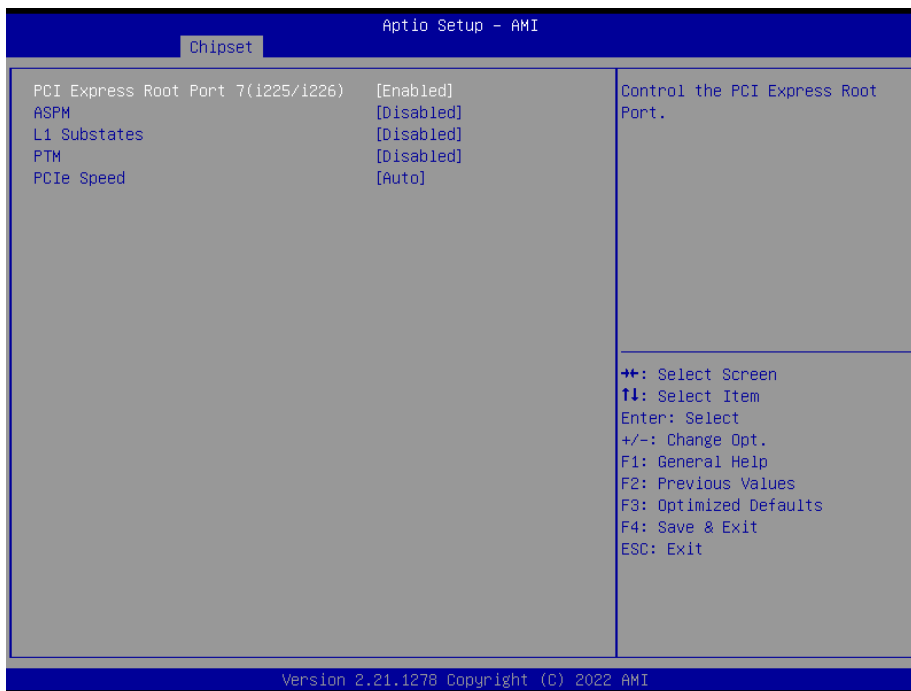 Aptio Setup – AMI
Chipset
PCI Express Root Port 7(i225/i226) [Enabled]
ASPM [Disabled]
L1 Substates [Disabled]
PTM [Disabled]
PCIe Speed [Auto]
Control the PCI Express Root
Port.
→←: Select Screen
↑↓: Select Item
Enter: Select
+/-: Change Opt.
F1: General Help
F2: Previous Values
F3: Optimized Defaults
F4: Save & Exit
ESC: Exit
Version 2.21.1278 Copyright (C) 2022 AMI